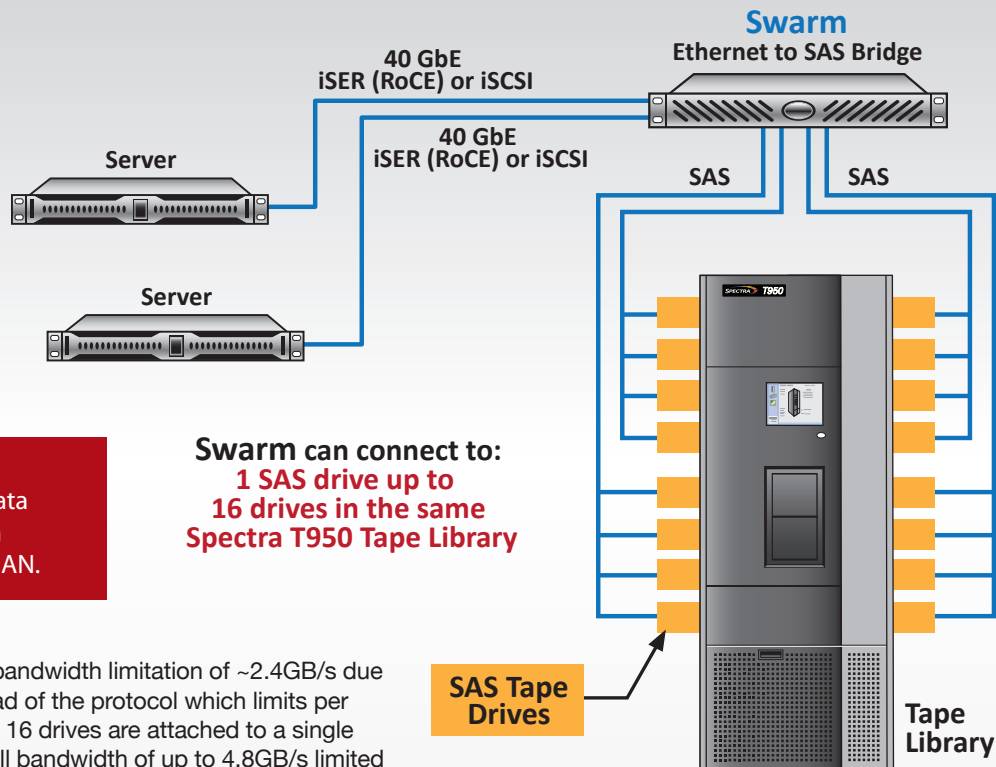 Swarm
Ethernet to SAS Bridge
40 GbE
iSER (RoCE) or iSCSI
40 GbE
iSER (RoCE) or iSCSI
Server
SAS
SAS
Server
SPECTRA T950
Swarm can connect to:
1 SAS drive up to
16 drives in the same
Spectra T950 Tape Library
AN.
bandwidth limitation of ~2.4GB/s due
of the protocol which limits per
16 drives are attached to a single
bandwidth of up to 4.8GB/s limited
SAS Tape
Drives
Tape
Library